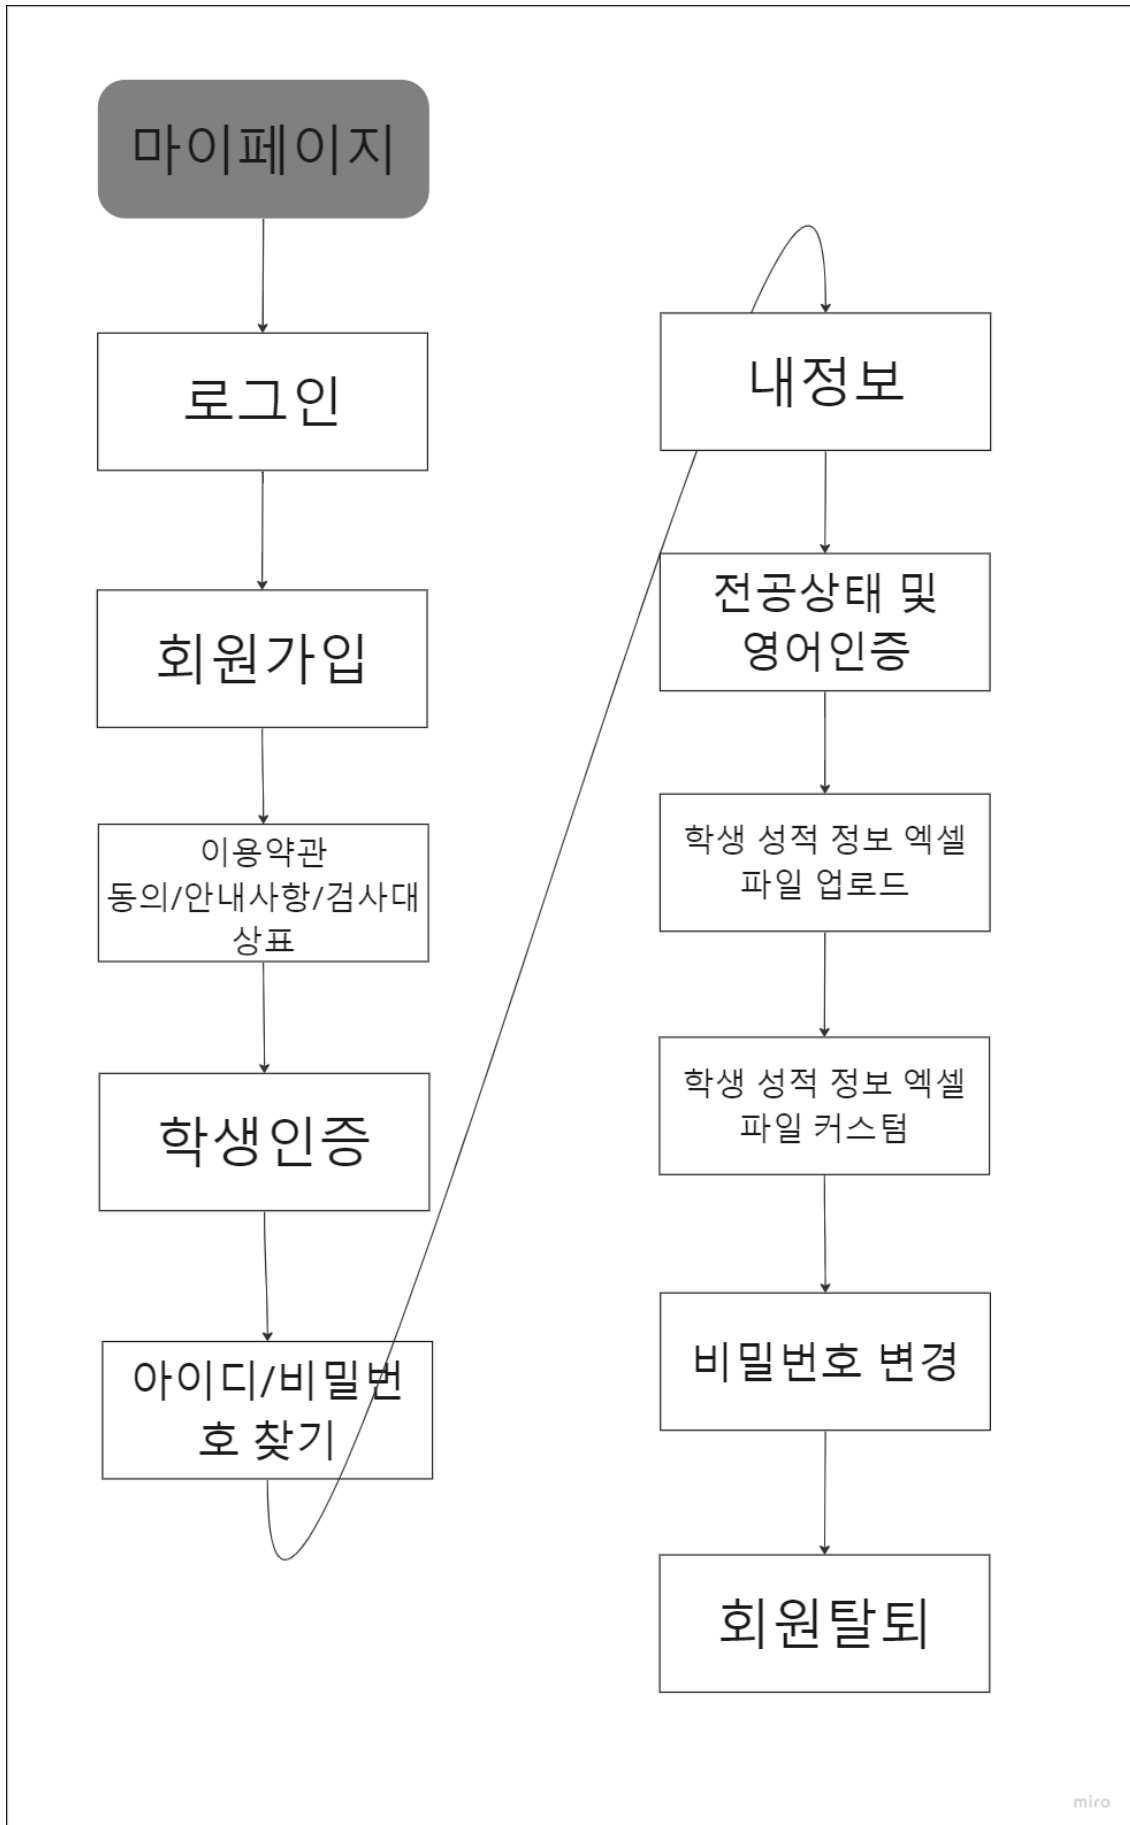 마이페이지
로그인
회원가입
이용약관
동의/안내사항/검사대
상표
학생인증
아이디/비밀번
호 찾기
내정보
전공상태 및
영어인증
학생 성적 정보 엑셀
파일 업로드
학생 성적 정보 엑셀
파일 커스텀
비밀번호 변경
회원탈퇴
miro